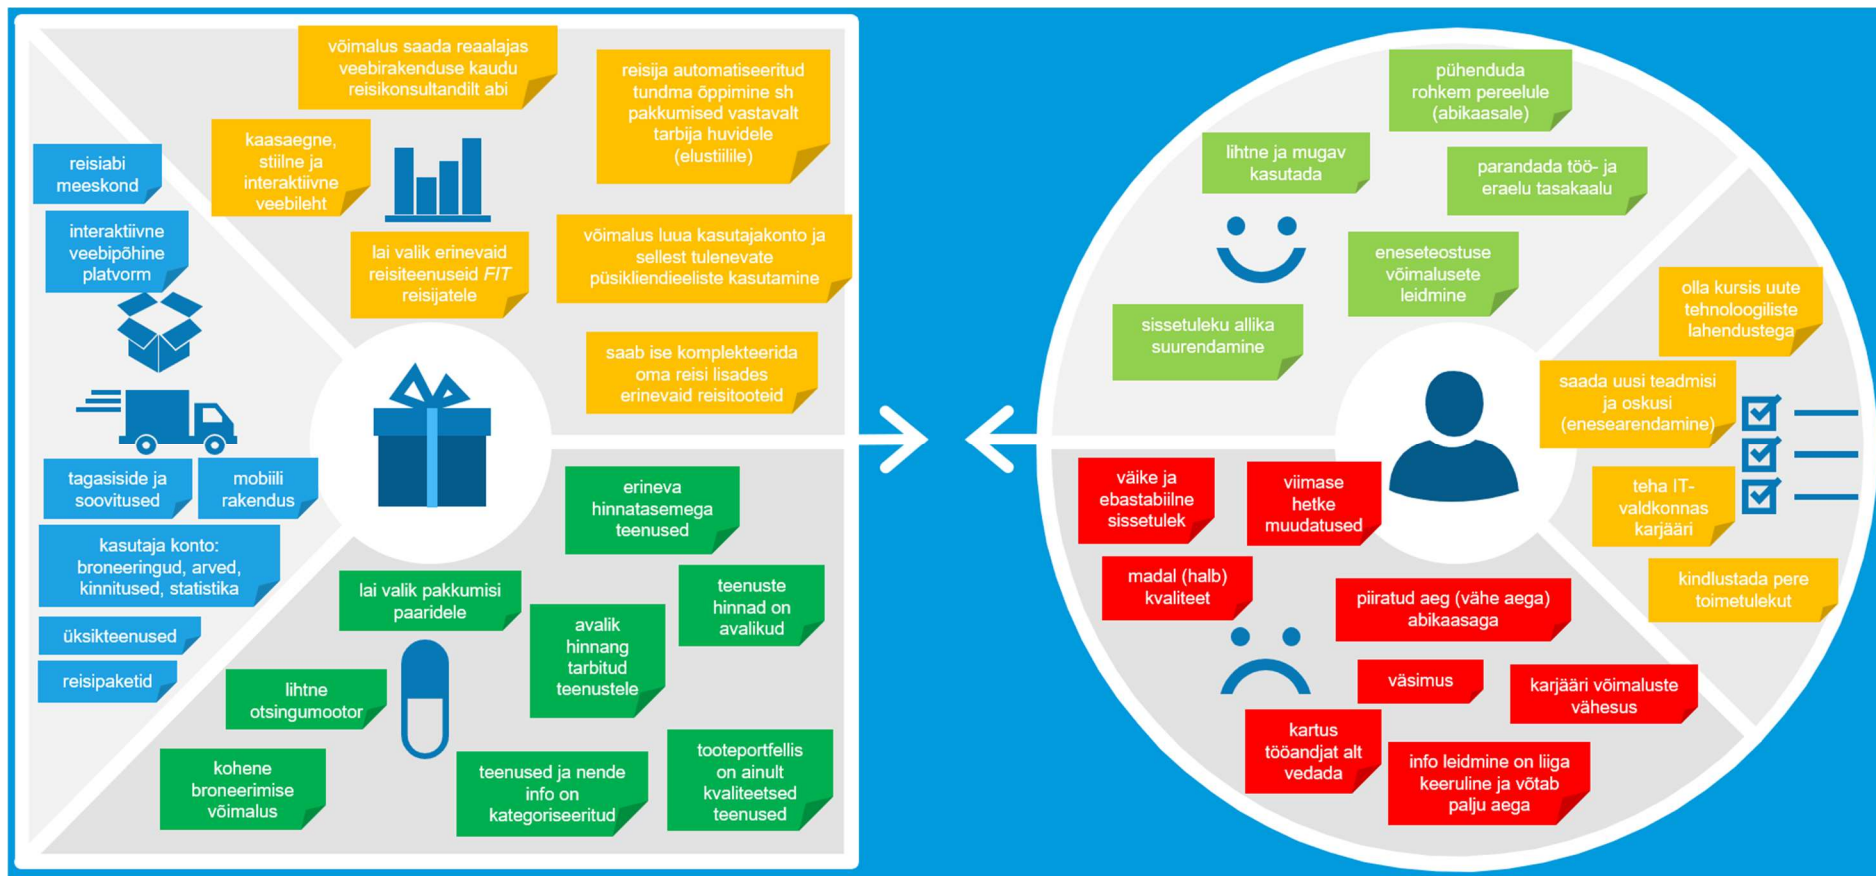 võimalus saada reaalajas
veebirakenduse kaudu
reisikonsultandilt abi
reisija automatiseeritud
tundma õppimine sh
pakkumised vastavalt
tarbija huvidele
(elustiilile)
kaasaegne,
stiilne ja
interaktiivne
veebileht
reisiabi
meeskond
interaktiivne
veebipõhine
platvorm
lai valik erinevaid
reisiteenuseid FIT
reisijatele
võimalus luua kasutajakonto ja
sellest tulenevate
püsikliendieeliste kasutamine
saab ise komplekteerida
oma reisi lisades
erinevaid reisitooteid
tagasiside ja
soovitused
mobiili
rakendus
kasutaja konto:
broneeringud, arved,
kinnitused, statistika
üksikteenused
reisipaketid
erineva
hinnatasemega
teenused
lai valik pakkumisi
paaridele
teenuste
hinnad on
avalikud
avalik
hinnang
tarbitud
teenustele
lihtne
otsingumootor
kohene
broneerimise
võimalus
teenused ja nende
info on
kategoriseeritud
tooteportfellis
on ainult
kvaliteetsed
teenused
pühenduda
rohkem pereelule
(abikaasale)
lihtne ja mugav
kasutada
parandada töö- ja
eraelu tasakaalu
eneseteostuse
võimalusete
leidmine
sissetuleku allika
suurendamine
olla kursis uute
tehnoloogiliste
lahendustega
saada uusi teadmisi
ja oskusi
(enesearendamine)
teha IT-
valdkonnas
karjääri
kindlustada pere
toimetulekut
väike ja
ebastabiilne
sissetulek
viimase
hetke
muudatused
madal (halb)
kvaliteet
piiratud aeg (vähe aega)
abikaasaga
väsimus
karjääri võimaluste
vähesus
kartus
tööandjat alt
vedada
info leidmine on liiga
keeruline ja võtab
palju aega